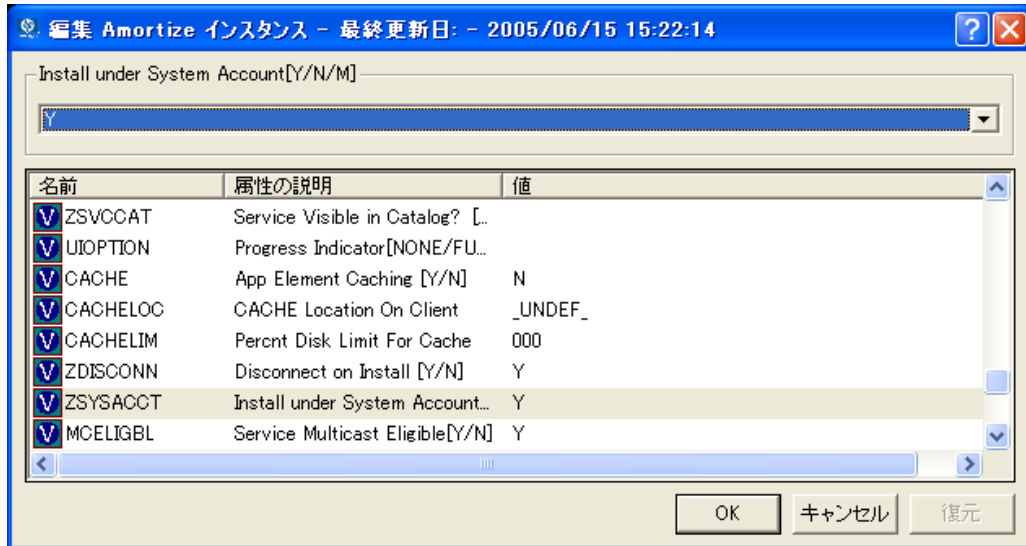 編集 Amortize インスタンス - 最終更新日: - 2005/06/15 15:22:14
Install under System Account[Y/N/M]
Y
名前 属性の説明 値
V ZSVCCAT Service Visible in Catalog? [...
V UIOPTION Progress Indicator[NONE/FU...
V CACHE App Element Caching [Y/N] N
V CACHELOC CACHE Location On Client _UNDEF_
V CACHELIM Percnt Disk Limit For Cache 000
V ZDISCONN Disconnect on Install [Y/N] Y
V ZSYSACCT Install under System Account... Y
V MCELIGBL Service Multicast Eligible[Y/N] Y
OK キャンセル 復元